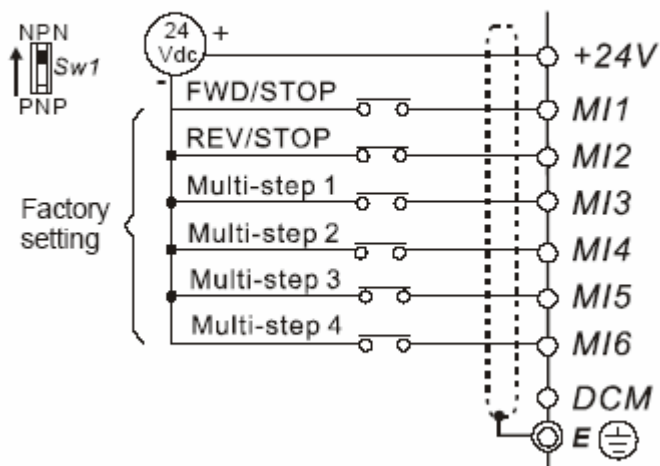 NPN
Sw1
PNP
24
Vdc
+
-
+24V
FWD/STOP
MI1
REV/STOP
MI2
Multi-step 1
MI3
Factory
setting
Multi-step 2
MI4
Multi-step 3
MI5
Multi-step 4
MI6
DCM
E